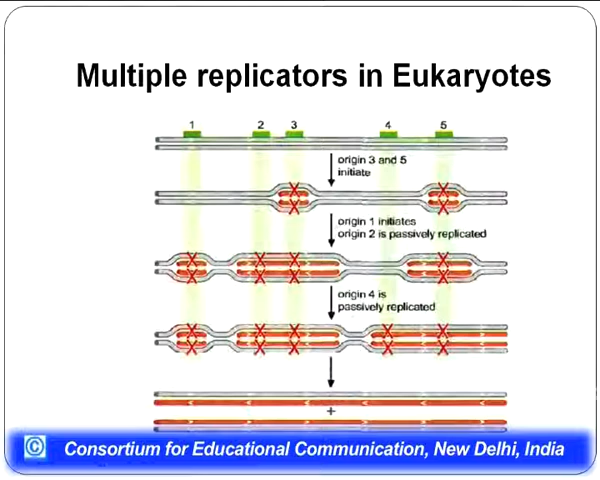 Multiple replicators in Eukaryotes
1 2 3 4 5
origin 3 and 5
initiate
origin 1 initiates
origin 2 is passively replicated
origin 4 is
passively replicated
+
© Consortium for Educational Communication, New Delhi, India